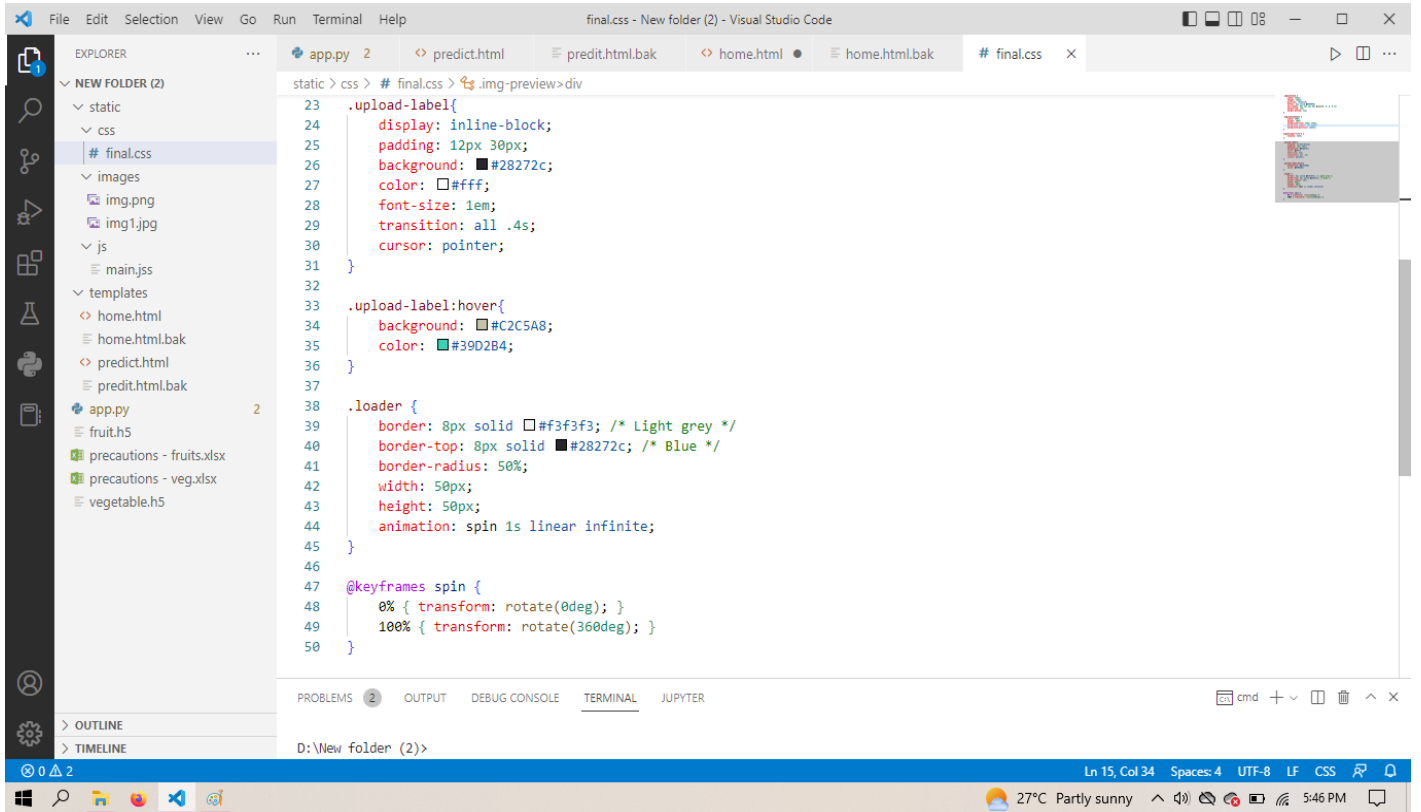 File Edit Selection View Go Run Terminal Help
final.css - New folder (2) - Visual Studio Code
EXPLORER
app.py 2
predict.html
predit.html.bak
home.html
home.html.bak
# final.css
1
NEW FOLDER (2)
static
css
# final.css
images
img.png
img1.jpg
js
main.jss
templates
home.html
home.html.bak
predict.html
predit.html.bak
app.py 2
fruit.h5
precautions - fruits.xlsx
precautions - veg.xlsx
vegetable.h5
OUTLINE
TIMELINE
static > css > # final.css > .img-preview>div
23 .upload-label{
24 display: inline-block;
25 padding: 12px 30px;
26 background: #28272c;
27 color: #fff;
28 font-size: 1em;
29 transition: all .4s;
30 cursor: pointer;
31 }
32
33 .upload-label:hover{
34 background: #C2C5A8;
35 color: #39D2B4;
36 }
37
38 .loader {
39 border: 8px solid #f3f3f3; /* Light grey */
40 border-top: 8px solid #28272c; /* Blue */
41 border-radius: 50%;
42 width: 50px;
43 height: 50px;
44 animation: spin 1s linear infinite;
45 }
46
47 @keyframes spin {
48 0% { transform: rotate(0deg); }
49 100% { transform: rotate(360deg); }
50 }
PROBLEMS 2 OUTPUT DEBUG CONSOLE TERMINAL JUPYTER
cmd
D:\New folder (2)>
0 2
Ln 15, Col 34 Spaces: 4 UTF-8 LF CSS
27°C Partly sunny
5:46 PM